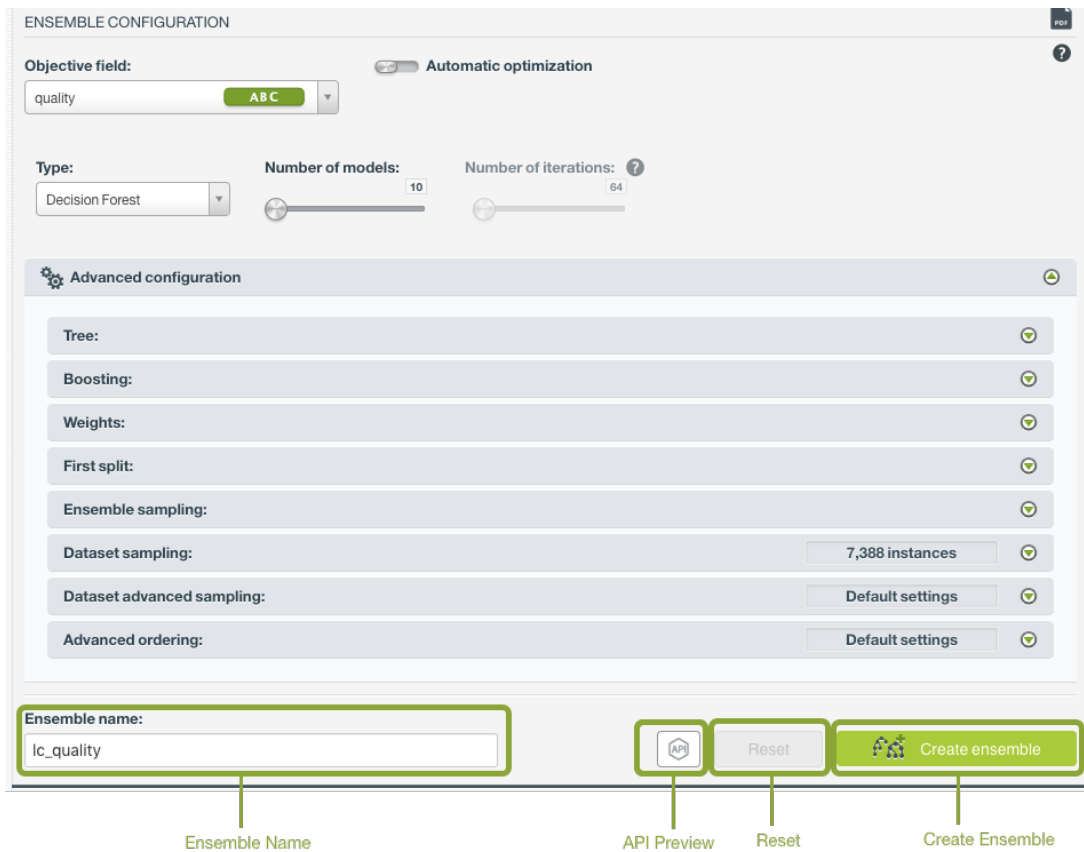 ENSEMBLE CONFIGURATION
PDF
?
Objective field:
Automatic optimization
quality ABC
Type:
Number of models:
Number of iterations: ?
10
64
Decision Forest
Advanced configuration
Tree:
Boosting:
Weights:
First split:
Ensemble sampling:
Dataset sampling: 7,388 instances
Dataset advanced sampling: Default settings
Advanced ordering: Default settings
Ensemble name:
lc_quality
API
Reset
Create ensemble
Ensemble Name
API Preview
Reset
Create Ensemble